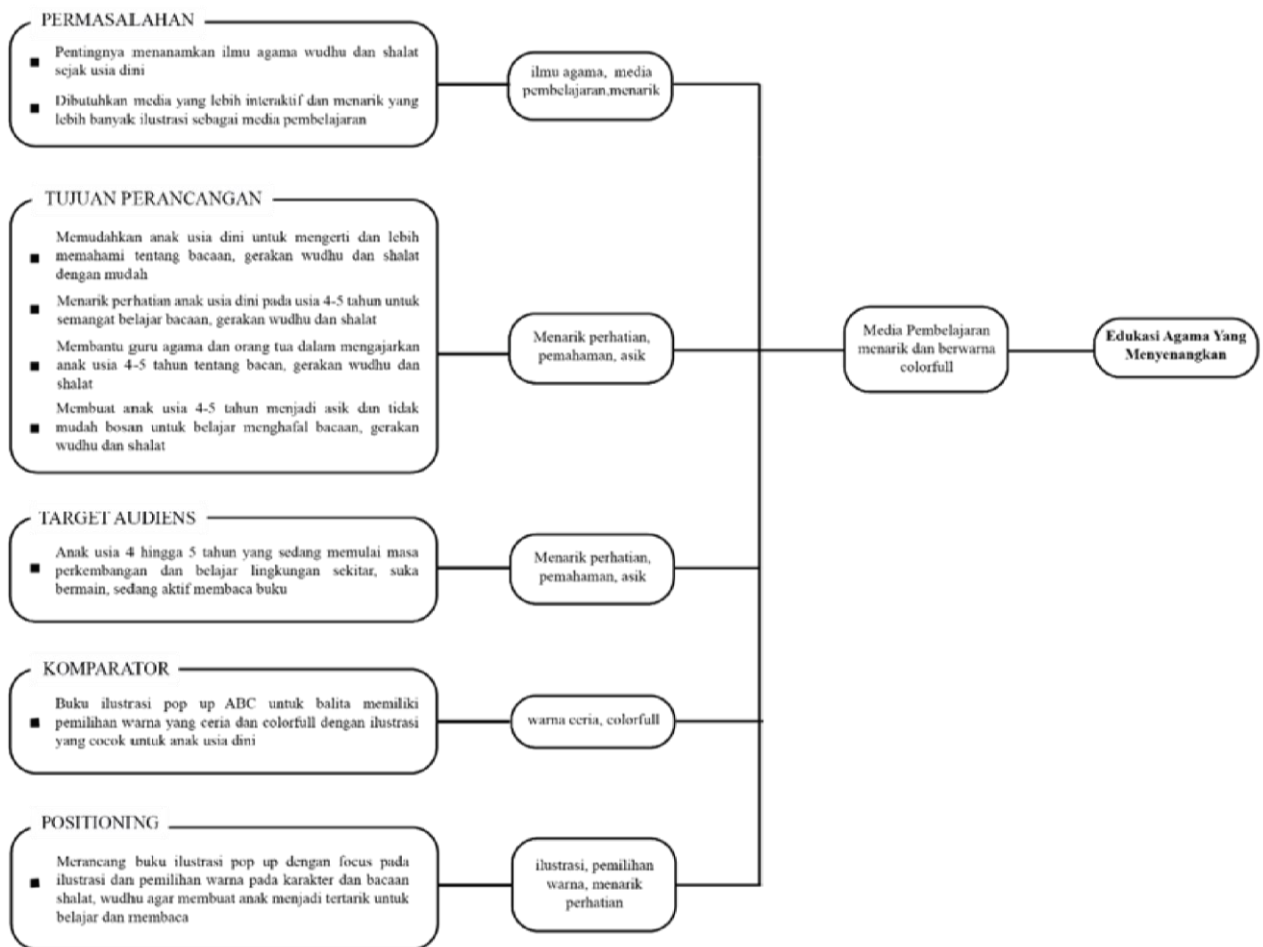 PERMASALAHAN
Pentingnya menanamkan ilmu agama wudhu dan shalat
sejak usia dini
Dibutuhkan media yang lebih interaktif dan menarik yang
lebih banyak ilustrasi sebagai media pembelajaran
ilmu agama, media
pembelajaran,menarik
TUJUAN PERANCANGAN
Memudahkan anak usia dini untuk mengerti dan lebih
memahami tentang bacaan, gerakan wudhu dan shalat
dengan mudah
Menarik perhatian anak usia dini pada usia 4-5 tahun untuk
semangat belajar bacaan, gerakan wudhu dan shalat
Membantu guru agama dan orang tua dalam mengajarkan
anak usia 4-5 tahun tentang bacan, gerakan wudhu dan
shalat
Membuat anak usia 4-5 tahun menjadi asik dan tidak
mudah bosan untuk belajar menghafal bacaan, gerakan
wudhu dan shalat
Menarik perhatian,
pemahaman, asik
Media Pembelajaran
menarik dan berwarna
colorfull
Edukasi Agama Yang
Menyenangkan
TARGET AUDIENS
Anak usia 4 hingga 5 tahun yang sedang memulai masa
perkembangan dan belajar lingkungan sekitar, suka
bermain, sedang aktif membaca buku
Menarik perhatian,
pemahaman, asik
KOMPARATOR
Buku ilustrasi pop up ABC untuk balita memiliki
pemilihan warna yang ceria dan colorfull dengan ilustrasi
yang cocok untuk anak usia dini
warna ceria, colorfull
POSITIONING
Merancang buku ilustrasi pop up dengan focus pada
ilustrasi dan pemilihan warna pada karakter dan bacaan
shalat, wudhu agar membuat anak menjadi tertarik untuk
belajar dan membaca
ilustrasi, pemilihan
warna, menarik
perhatian